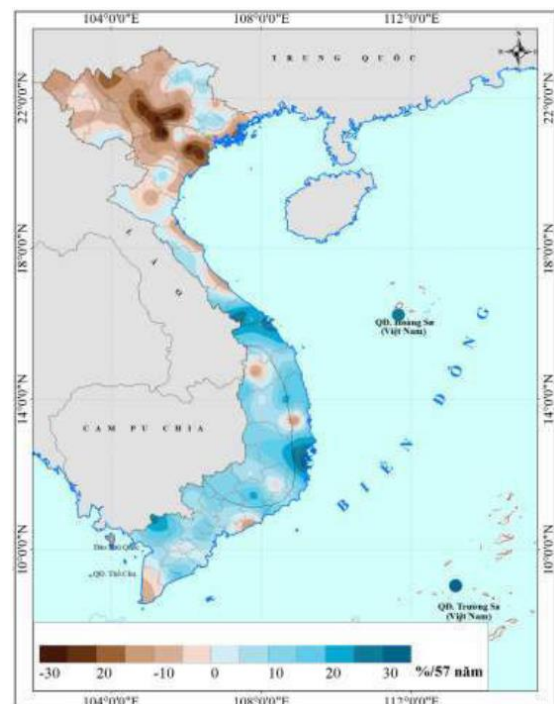 104°0'0"E 108°0'0"E 112°0'0"E
N
TRUNG QUỐC
22°0'0"N 22°0'0"N
18°0'0"N 18°0'0"N
LÀO
QĐ. Hoàng Sa
(Việt Nam)
14°0'0"N 14°0'0"N
CAM PU CHIA
BIỂN ĐÔNG
10°0'0"N 10°0'0"N
QĐ. Thổ Chu
QĐ. Trường Sa
(Việt Nam)
-30 20 -10 0 10 20 30 %/57 năm
104°0'0"E 108°0'0"E 112°0'0"E